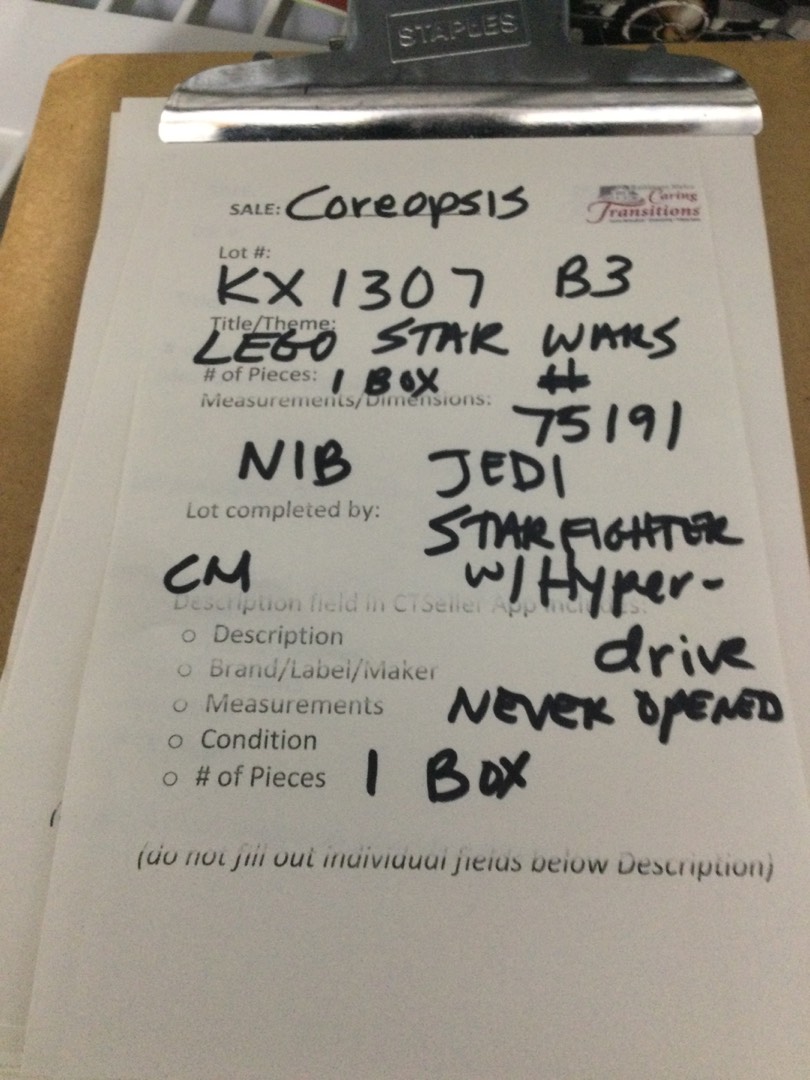 STAPLES
SALE: Coreopsis
Caring
Transitions
Lot #:
KX 1307 B3
Title/Theme:
LEGO STAR WARS
# of Pieces: 1 BOX #
Measurements/Dimensions:
75191
NIB JEDI
Lot completed by:
STARFIGHTER
CM w/ Hyper-
Description field in CTSeller App includes:
o Description
drive
o Brand/Label/Maker
o Measurements NEVER OPENED
o Condition
o # of Pieces 1 BOX
(do not fill out individual fields below Description)